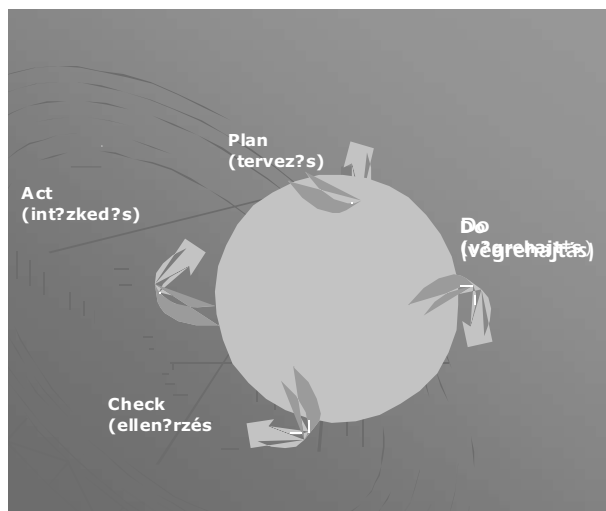 Plan
(tervez?s)
Act
(int?zked?s)
Do
(végrehajtás)
Check
(ellen?rzés